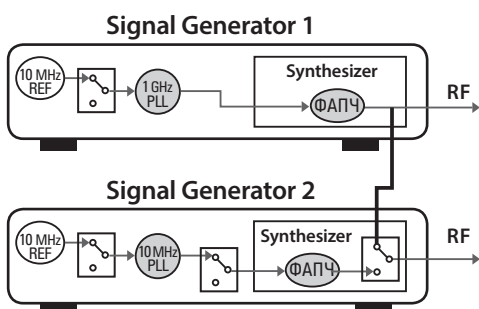 Signal Generator 1
10 MHz
REF
1 GHz
PLL
Synthesizer
ФАПЧ
RF
Signal Generator 2
10 MHz
REF
10 MHz
PLL
Synthesizer
ФАПЧ
RF